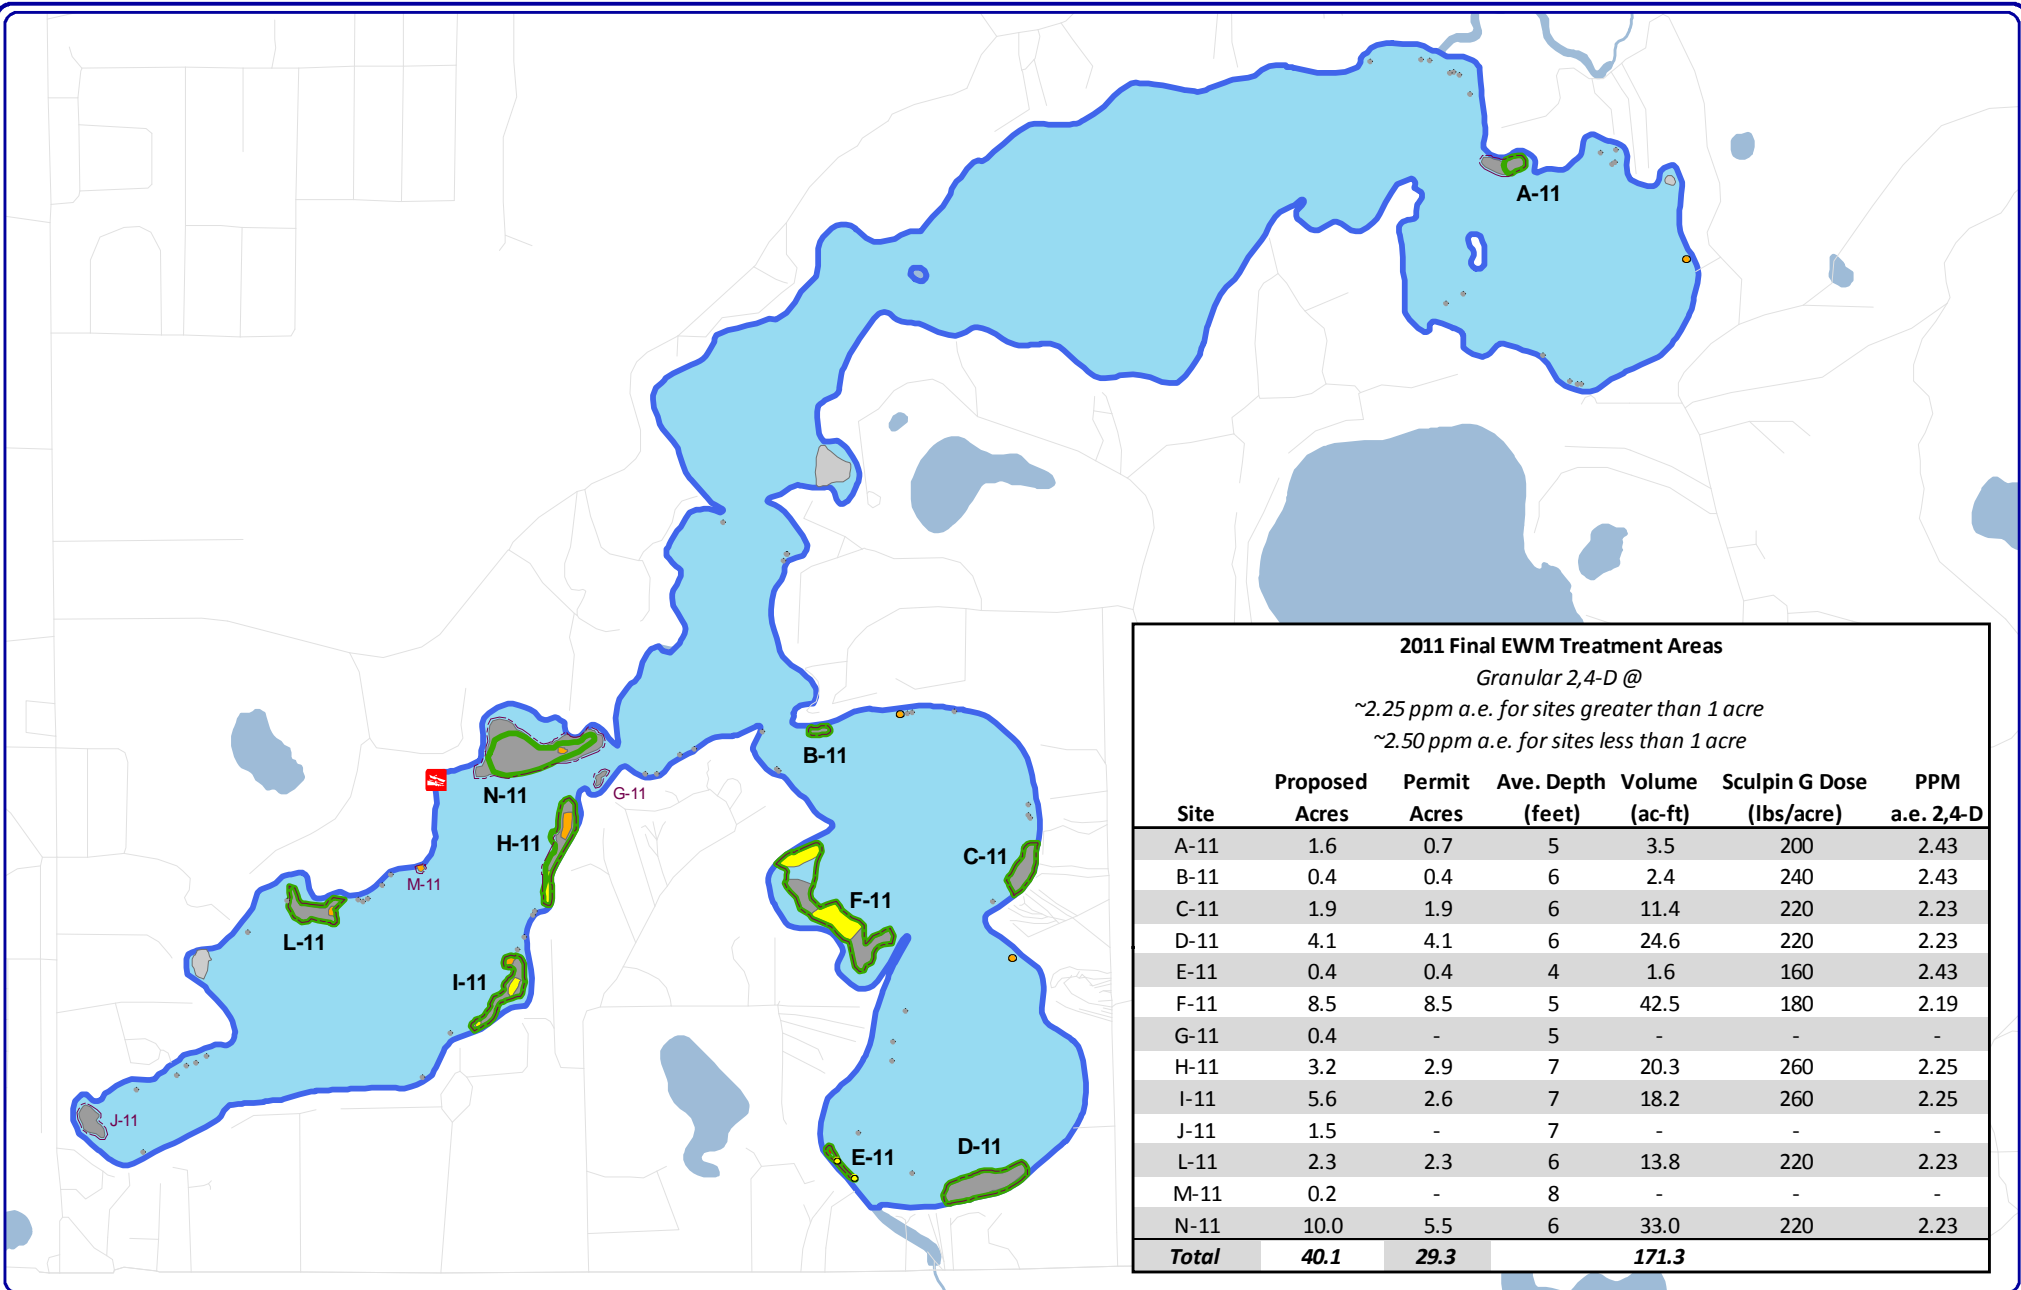 A-11
B-11
N-11
G-11
H-11
C-11
M-11
F-11
L-11
I-11
J-11
E-11
D-11
2011 Final EWM Treatment Areas
Granular 2,4-D @
~2.25 ppm a.e. for sites greater than 1 acre
~2.50 ppm a.e. for sites less than 1 acre
Proposed Permit Ave. Depth Volume Sculpin G Dose PPM
Site Acres Acres (feet) (ac-ft) (lbs/acre) a.e. 2,4-D
A-11 1.6 0.7 5 3.5 200 2.43
B-11 0.4 0.4 6 2.4 240 2.43
C-11 1.9 1.9 6 11.4 220 2.23
D-11 4.1 4.1 6 24.6 220 2.23
E-11 0.4 0.4 4 1.6 160 2.43
F-11 8.5 8.5 5 42.5 180 2.19
G-11 0.4 - 5 - - -
H-11 3.2 2.9 7 20.3 260 2.25
I-11 5.6 2.6 7 18.2 260 2.25
J-11 1.5 - 7 - - -
L-11 2.3 2.3 6 13.8 220 2.23
M-11 0.2 - 8 - - -
N-11 10.0 5.5 6 33.0 220 2.23
Total 40.1 29.3 171.3